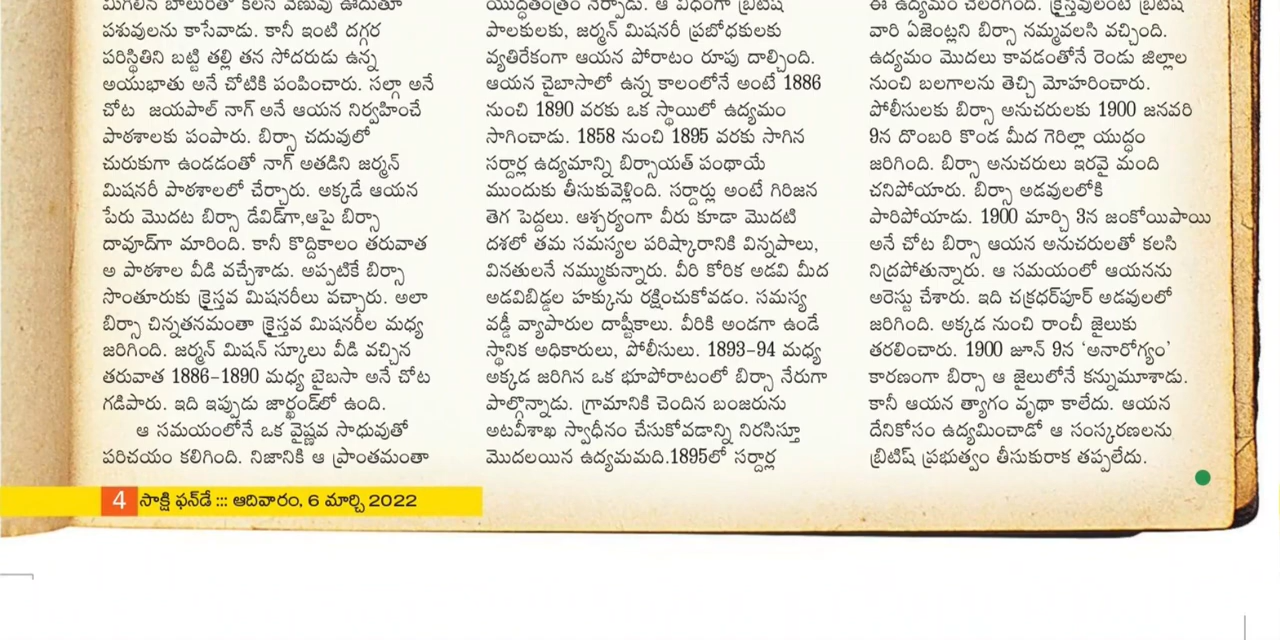 మిగిలిన బాలురతో కలిసి వేణువు ఊదుతూ
పశువులను కాసేవాడు. కానీ ఇంటి దగ్గర
పరిస్థితిని బట్టి తల్లి తన సోదరుడు ఉన్న
అయుభాతు అనే చోటికి పంపించారు. సల్గా అనే
చోట జయపాల్ నాగ్ అనే ఆయన నిర్వహించే
పాఠశాలకు పంపారు. బిర్సా చదువులో
చురుకుగా ఉండడంతో నాగ్ అతడిని జర్మన్
మిషనరీ పాఠశాలలో చేర్చారు. అక్కడే ఆయన
పేరు మొదట బిర్సా డేవిడ్‌గా,ఆపై బిర్సా
దావూద్‌గా మారింది. కానీ కొద్దికాలం తరువాత
అ పాఠశాల వీడి వచ్చేశాడు. అప్పటికే బిర్సా
సొంతూరుకు క్రైస్తవ మిషనరీలు వచ్చారు. అలా
బిర్సా చిన్నతనమంతా క్రైస్తవ మిషనరీల మధ్య
జరిగింది. జర్మన్ మిషన్ స్కూలు వీడి వచ్చిన
తరువాత 1886-1890 మధ్య బైబసా అనే చోట
గడిపారు. ఇది ఇప్పుడు జార్ఖండ్‌లో ఉంది.
ఆ సమయంలోనే ఒక వైష్ణవ సాధువుతో
పరిచయం కలిగింది. నిజానికి ఆ ప్రాంతమంతా
యుద్ధతంత్రం నేర్పాడు. ఆ విధంగా బ్రిటిష్
పాలకులకు, జర్మన్ మిషనరీ ప్రబోధకులకు
వ్యతిరేకంగా ఆయన పోరాటం రూపు దాల్చింది.
ఆయన చైబాసాలో ఉన్న కాలంలోనే అంటే 1886
నుంచి 1890 వరకు ఒక స్థాయిలో ఉద్యమం
సాగించాడు. 1858 నుంచి 1895 వరకు సాగిన
సర్దార్ల ఉద్యమాన్ని బిర్సాయత్ పంథాయే
ముందుకు తీసుకువెళ్లింది. సర్దార్లు అంటే గిరిజన
తెగ పెద్దలు. ఆశ్చర్యంగా వీరు కూడా మొదటి
దశలో తమ సమస్యల పరిష్కారానికి విన్నపాలు,
వినతులనే నమ్ముకున్నారు. వీరి కోరిక అడవి మీద
అడవిబిడ్డల హక్కును రక్షించుకోవడం. సమస్య
వడ్డీ వ్యాపారుల దాష్టీకాలు. వీరికి అండగా ఉండే
స్థానిక అధికారులు, పోలీసులు. 1893-94 మధ్య
అక్కడ జరిగిన ఒక భూపోరాటంలో బిర్సా నేరుగా
పాల్గొన్నాడు. గ్రామానికి చెందిన బంజరును
అటవీశాఖ స్వాధీనం చేసుకోవడాన్ని నిరసిస్తూ
మొదలయిన ఉద్యమమది.1895లో సర్దార్ల
ఈ ఉద్యమం చెలరేగింది. క్రైస్తవులంటే బ్రిటిష్
వారి ఏజెంట్లని బిర్సా నమ్మవలసి వచ్చింది.
ఉద్యమం మొదలు కావడంతోనే రెండు జిల్లాల
నుంచి బలగాలను తెచ్చి మోహరించారు.
పోలీసులకు బిర్సా అనుచరులకు 1900 జనవరి
9న దొంబరి కొండ మీద గెరిల్లా యుద్ధం
జరిగింది. బిర్సా అనుచరులు ఇరవై మంది
చనిపోయారు. బిర్సా అడవులలోకి
పారిపోయాడు. 1900 మార్చి 3న జంకోయిపాయి
అనే చోట బిర్సా ఆయన అనుచరులతో కలసి
నిద్రపోతున్నారు. ఆ సమయంలో ఆయనను
అరెస్టు చేశారు. ఇది చక్రధర్‌పూర్ అడవులలో
జరిగింది. అక్కడ నుంచి రాంచీ జైలుకు
తరలించారు. 1900 జూన్ 9న ‘అనారోగ్యం’
కారణంగా బిర్సా ఆ జైలులోనే కన్నుమూశాడు.
కానీ ఆయన త్యాగం వృథా కాలేదు. ఆయన
దేనికోసం ఉద్యమించాడో ఆ సంస్కరణలను
బ్రిటిష్ ప్రభుత్వం తీసుకురాక తప్పలేదు.
4 సాక్షి ఫన్‌డే ::: ఆదివారం, 6 మార్చి 2022